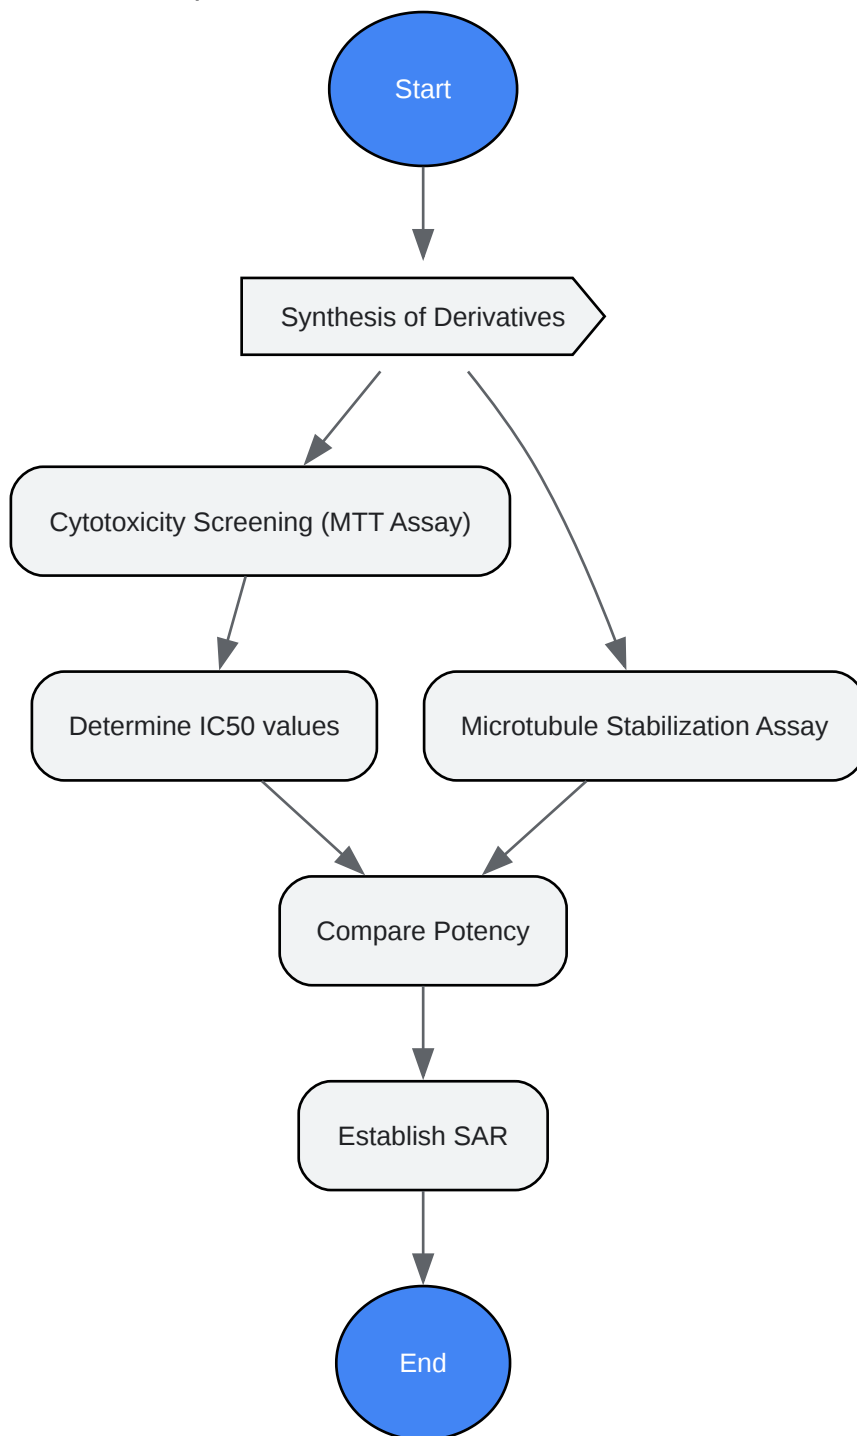 Start
Synthesis of Derivatives
Cytotoxicity Screening (MTT Assay)
Determine IC50 values
Microtubule Stabilization Assay
Compare Potency
Establish SAR
End